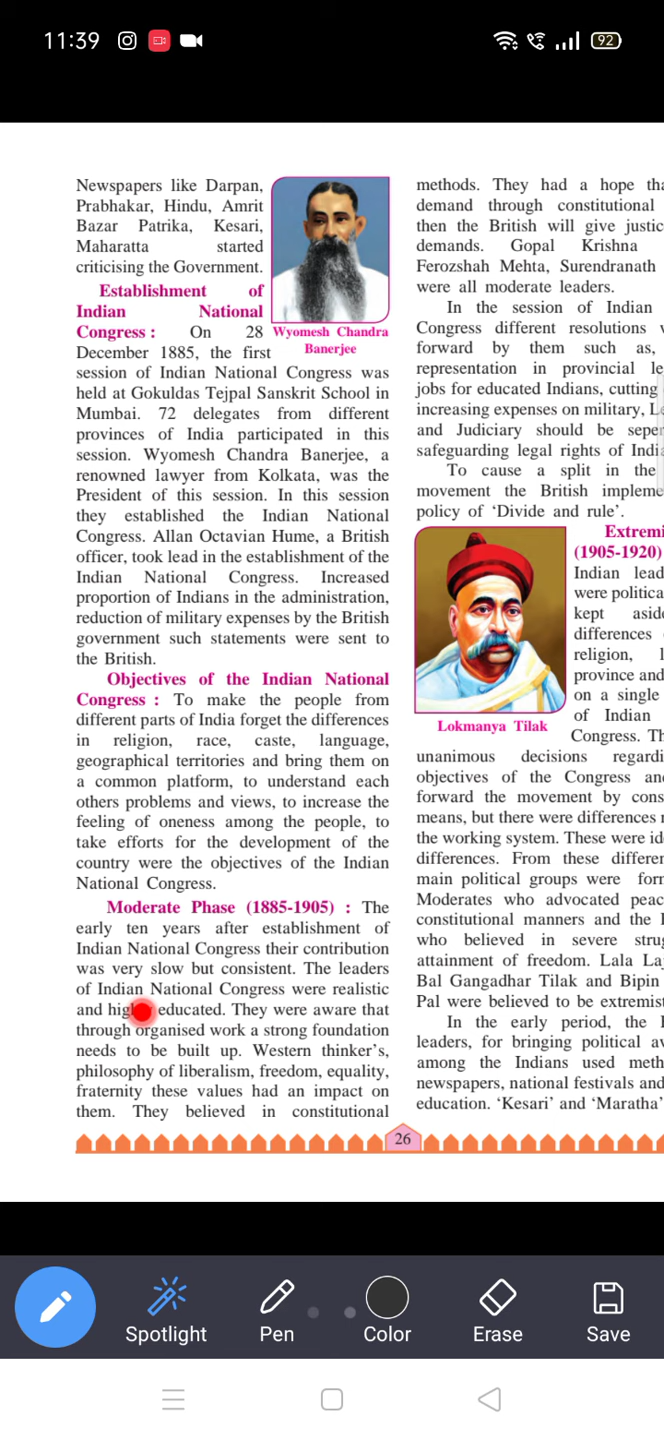 11:39
92
Newspapers like Darpan,
Prabhakar, Hindu, Amrit
Bazar Patrika, Kesari,
Maharatta started
criticising the Government.
Establishment of
Indian National
Congress : On 28
December 1885, the first
Wyomesh Chandra
Banerjee
session of Indian National Congress was
held at Gokuldas Tejpal Sanskrit School in
Mumbai. 72 delegates from different
provinces of India participated in this
session. Wyomesh Chandra Banerjee, a
renowned lawyer from Kolkata, was the
President of this session. In this session
they established the Indian National
Congress. Allan Octavian Hume, a British
officer, took lead in the establishment of the
Indian National Congress. Increased
proportion of Indians in the administration,
reduction of military expenses by the British
government such statements were sent to
the British.
Objectives of the Indian National
Congress : To make the people from
different parts of India forget the differences
in religion, race, caste, language,
geographical territories and bring them on
a common platform, to understand each
others problems and views, to increase the
feeling of oneness among the people, to
take efforts for the development of the
country were the objectives of the Indian
National Congress.
Moderate Phase (1885-1905) : The
early ten years after establishment of
Indian National Congress their contribution
was very slow but consistent. The leaders
of Indian National Congress were realistic
and educated. They were aware that
through organised work a strong foundation
needs to be built up. Western thinker's,
philosophy of liberalism, freedom, equality,
fraternity these values had an impact on
them. They believed in constitutional
methods. They had a hope
demand through constitutional
then the British will give
demands. Gopal Krishna
Ferozshah Mehta, Surendranath
were all moderate leaders.
In the session of Indian
Congress different resolutions
forward by them such as,
representation in provincial
jobs for educated Indians, cutting
increasing expenses on military,
and Judiciary should be
safeguarding legal rights of
To cause a split in the
movement the British
policy of ‘Divide and rule’.
Lokmanya Tilak
(1905-1920)
Indian
were
kept
differences
religion,
province and
on a single
of Indian
Congress.
unanimous decisions
objectives of the Congress
forward the movement by
means, but there were differences
the working system. These were
differences. From these
main political groups were
Moderates who advocated
constitutional manners and the
who believed in severe
attainment of freedom. Lala
Bal Gangadhar Tilak and Bipin
Pal were believed to be
In the early period, the
leaders, for bringing political
among the Indians used
newspapers, national festivals and
education. ‘Kesari’ and ‘Maratha’
26
Spotlight
Pen
Color
Erase
Save